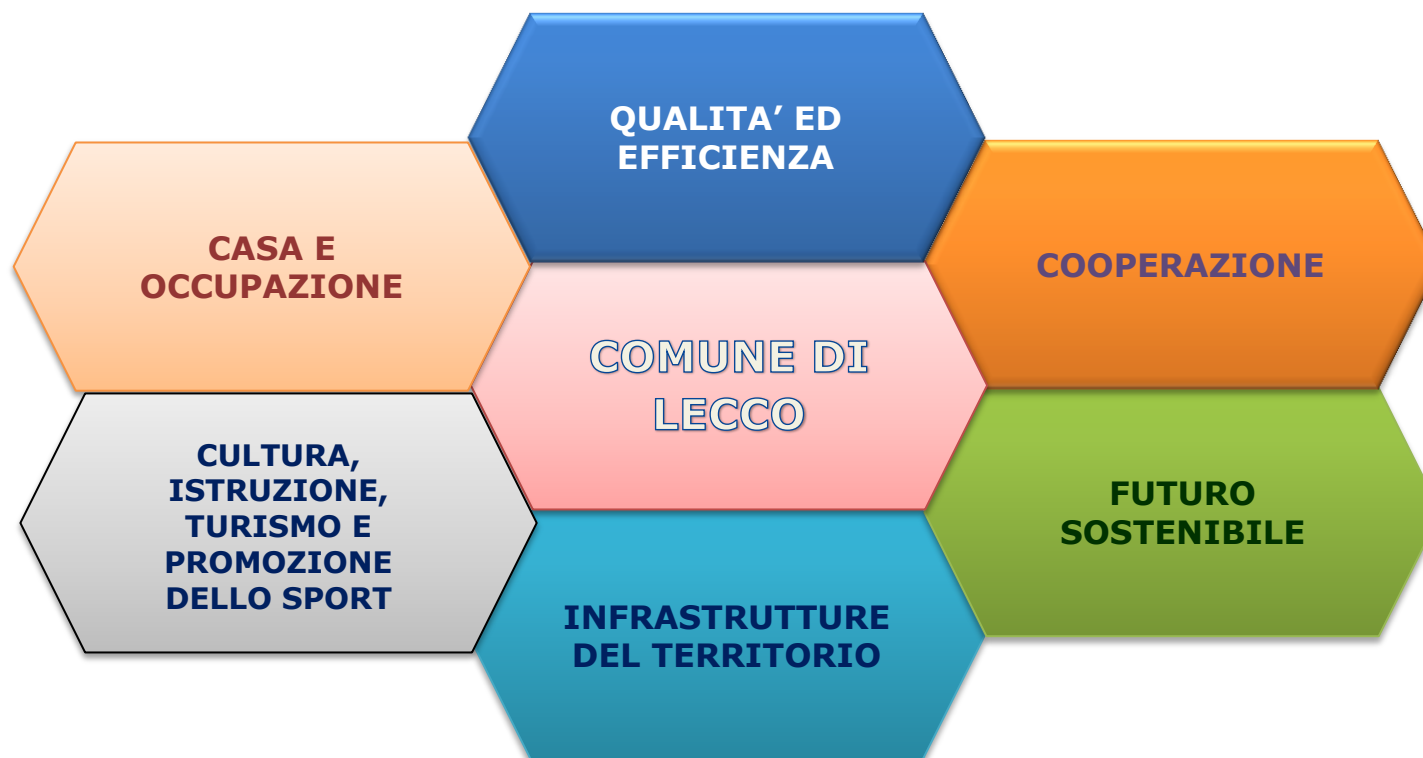 QUALITA’ ED
EFFICIENZA
CASA E
OCCUPAZIONE
COOPERAZIONE
COMUNE DI
LECCO
CULTURA,
ISTRUZIONE,
TURISMO E
PROMOZIONE
DELLO SPORT
FUTURO
SOSTENIBILE
INFRASTRUTTURE
DEL TERRITORIO